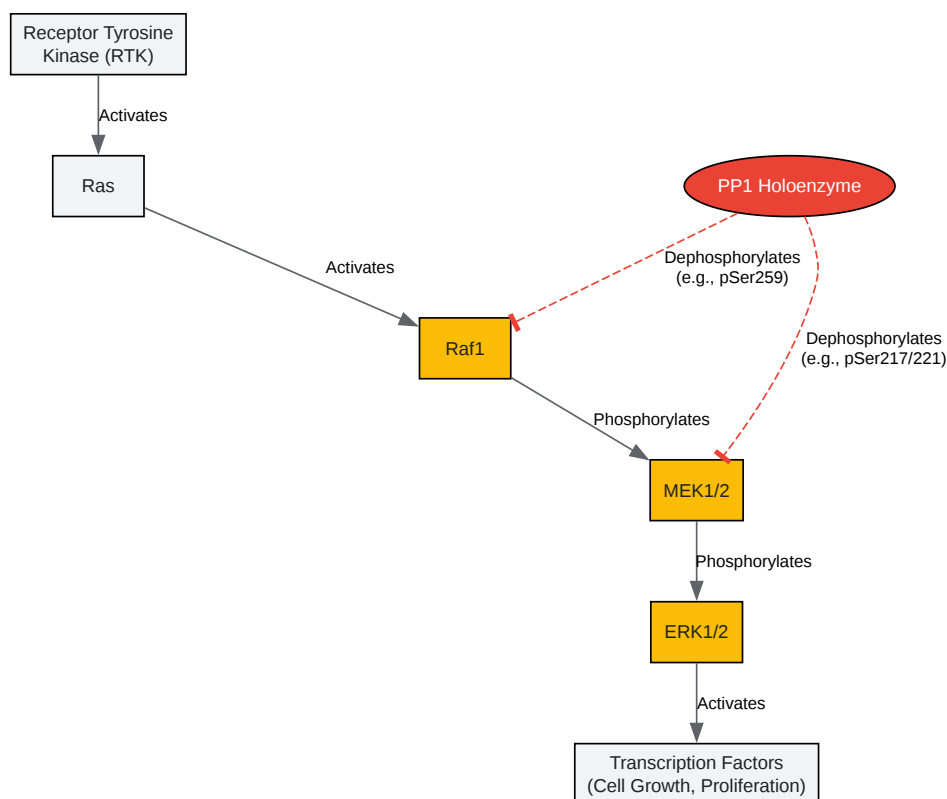 Receptor Tyrosine
Kinase (RTK)
Activates
Ras
PP1 Holoenzyme
Activates
Dephosphorylates
(e.g., pSer259)
Raf1
Dephosphorylates
(e.g., pSer217/221)
Phosphorylates
MEK1/2
Phosphorylates
ERK1/2
Activates
Transcription Factors
(Cell Growth, Proliferation)